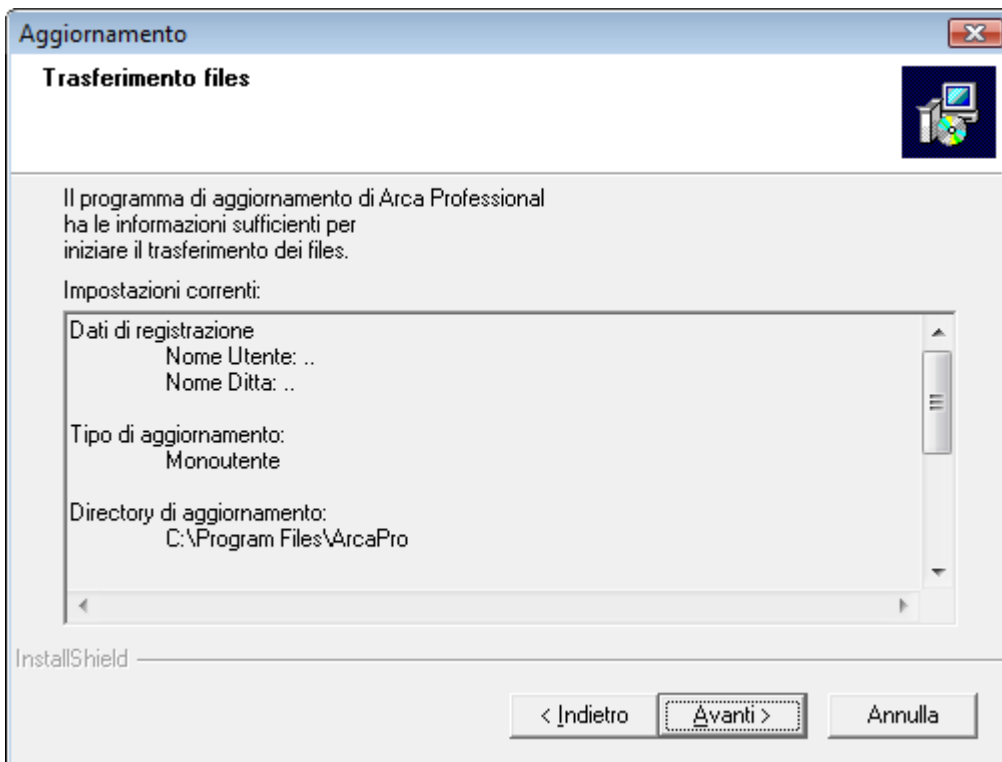 Aggiornamento
Trasferimento files
Il programma di aggiornamento di Arca Professional
ha le informazioni sufficienti per
iniziare il trasferimento dei files.
Impostazioni correnti:
Dati di registrazione
Nome Utente: ..
Nome Ditta: ..
Tipo di aggiornamento:
Monoutente
Directory di aggiornamento:
C:\Program Files\ArcaPro
InstallShield
< Indietro
Avanti >
Annulla